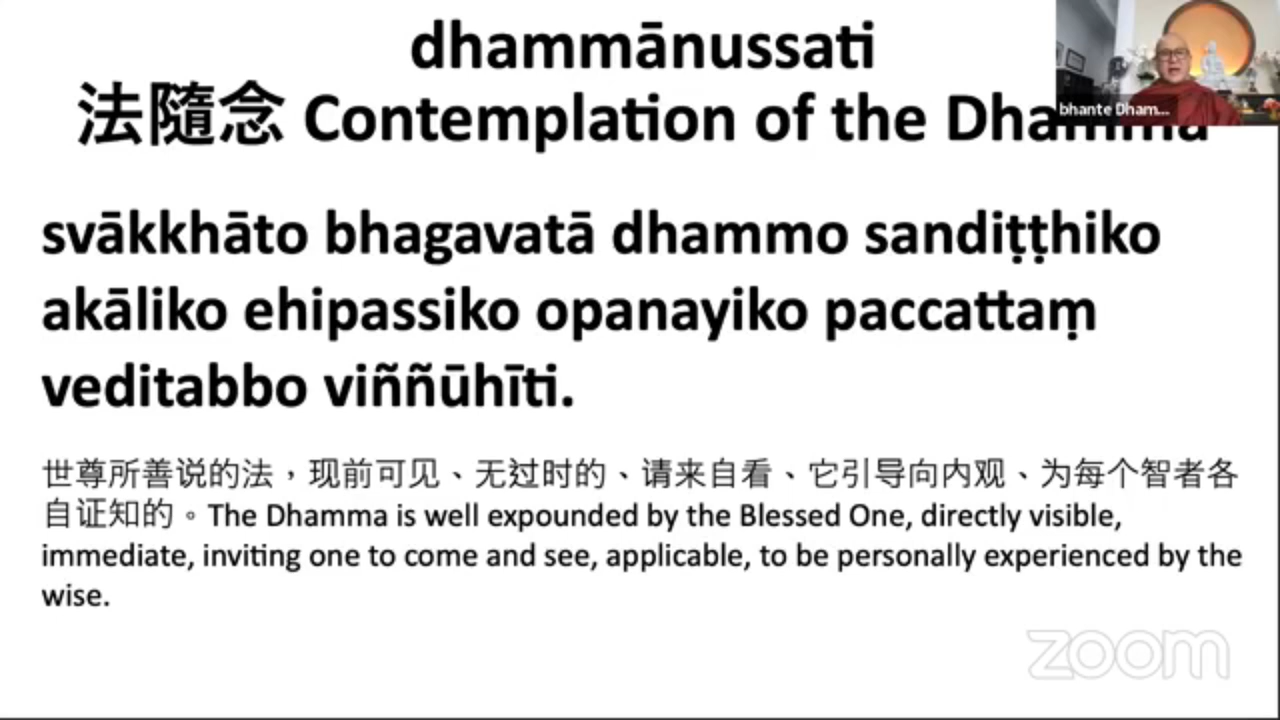 dhammānussati
法隨念 Contemplation of the Dhamma
bhante Dham...
svākkhāto bhagavatā dhammo sandiṭṭhiko
akāliko ehipassiko opanayiko paccattaṃ
veditabbo viññūhīti.
世尊所善说的法，现前可见、无过时的、请来自看、它引导向内观、为每个智者各
自证知的。The Dhamma is well expounded by the Blessed One, directly visible,
immediate, inviting one to come and see, applicable, to be personally experienced by the
wise.
zoom